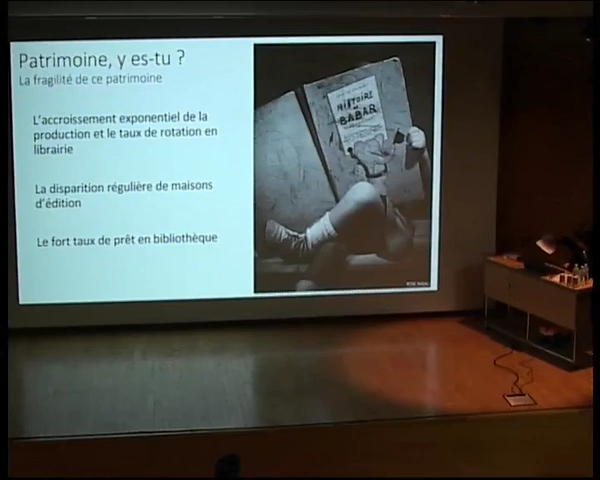 Patrimoine, y es-tu ?
La fragilité de ce patrimoine
L'accroissement exponentiel de la
production et le taux de rotation en
librairie
La disparition régulière de maisons
d'édition
Le fort taux de prêt en bibliothèque
HISTOIRE
DE
BABAR